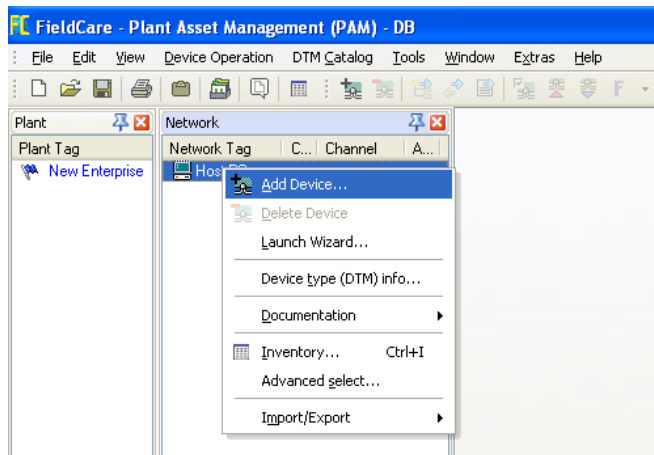 FC FieldCare - Plant Asset Management (PAM) - DB
File Edit View Device Operation DTM Catalog Tools Window Extras Help
F
Plant
Network
Plant Tag
Network Tag C... Channel A...
New Enterprise
Host PC
Add Device...
Delete Device
Launch Wizard...
Device type (DTM) info...
Documentation
Inventory... Ctrl+I
Advanced select...
Import/Export